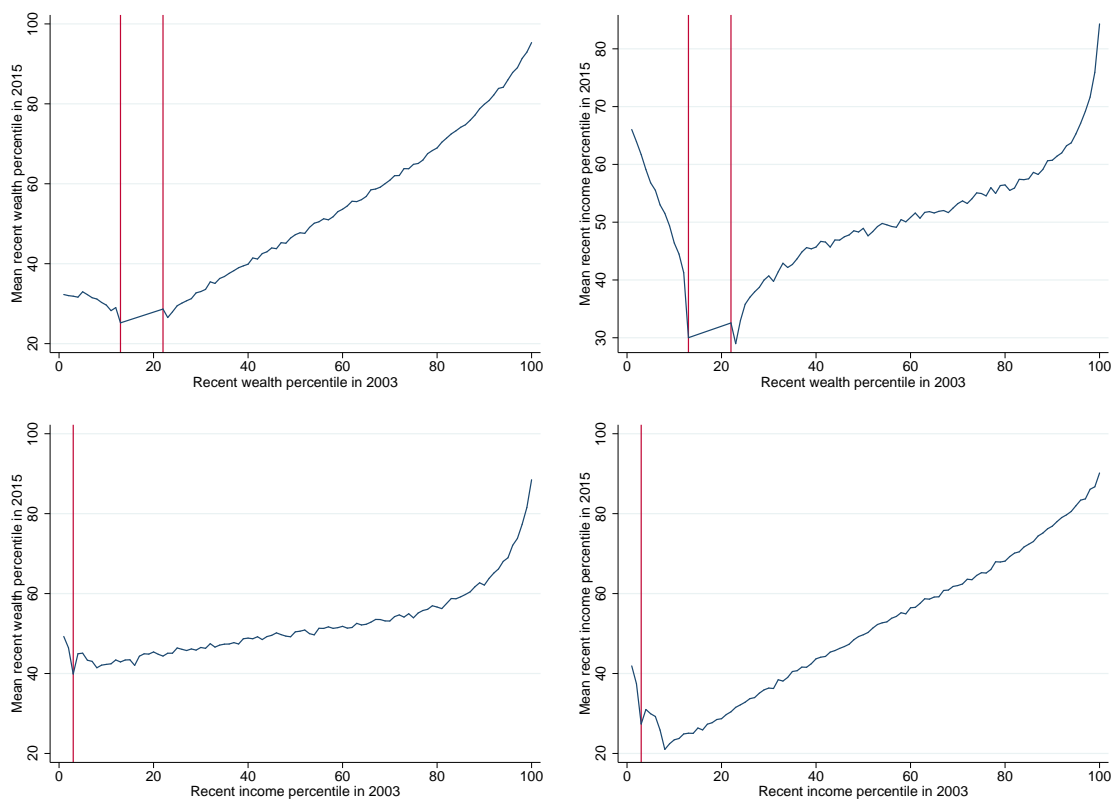 Mean recent wealth percentile in 2015
100
80
60
40
20
0 20 40 60 80 100
Recent wealth percentile in 2003
Mean recent income percentile in 2015
80
70
60
50
40
30
0 20 40 60 80 100
Recent wealth percentile in 2003
Mean recent wealth percentile in 2015
100
80
60
40
20
0 20 40 60 80 100
Recent income percentile in 2003
Mean recent income percentile in 2015
100
80
60
40
20
0 20 40 60 80 100
Recent income percentile in 2003